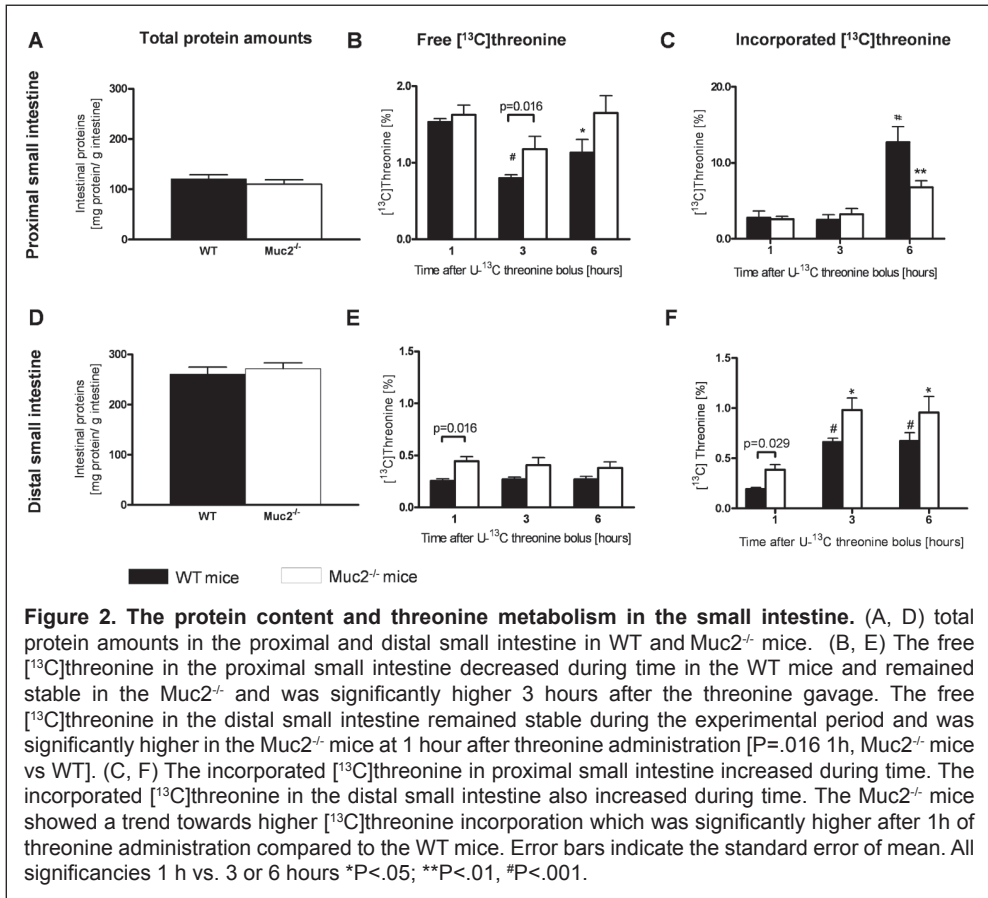 A
Total protein amounts
B
Free [¹³C]threonine
C
Incorporated [¹³C]threonine
Proximal small intestine
Intestinal proteins
[mg protein/ g intestine]
300
200
100
0
WT
Muc2-/-
[¹³C]Threonine [%]
2.0
1.0
0.0
p=0.016
#
*
1
3
6
Time after U-¹³C threonine bolus [hours]
[¹³C]Threonine [%]
20.0
10.0
0.0
#
**
1
3
6
Time after U-¹³C threonine bolus [hours]
D
E
F
Distal small intestine
Intestinal proteins
[mg protein/ g intestine]
300
200
100
0
WT
Muc2-/-
[¹³C]Threonine [%]
1.5
1.0
0.5
0.0
p=0.016
1
3
6
Time after U-¹³C threonine bolus [hours]
[¹³C] Threonine [%]
1.5
1.0
0.5
0.0
p=0.029
#
*
#
*
1
3
6
Time after U-¹³C threonine bolus [hours]
WT mice
Muc2-/- mice
Figure 2. The protein content and threonine metabolism in the small intestine. (A, D) total
protein amounts in the proximal and distal small intestine in WT and Muc2-/- mice. (B, E) The free
[¹³C]threonine in the proximal small intestine decreased during time in the WT mice and remained
stable in the Muc2-/- and was significantly higher 3 hours after the threonine gavage. The free
[¹³C]threonine in the distal small intestine remained stable during the experimental period and was
significantly higher in the Muc2-/- mice at 1 hour after threonine administration [P=.016 1h, Muc2-/- mice
vs WT]. (C, F) The incorporated [¹³C]threonine in proximal small intestine increased during time. The
incorporated [¹³C]threonine in the distal small intestine also increased during time. The Muc2-/- mice
showed a trend towards higher [¹³C]threonine incorporation which was significantly higher after 1h of
threonine administration compared to the WT mice. Error bars indicate the standard error of mean. All
significancies 1 h vs. 3 or 6 hours *P<.05; **P<.01, #P<.001.